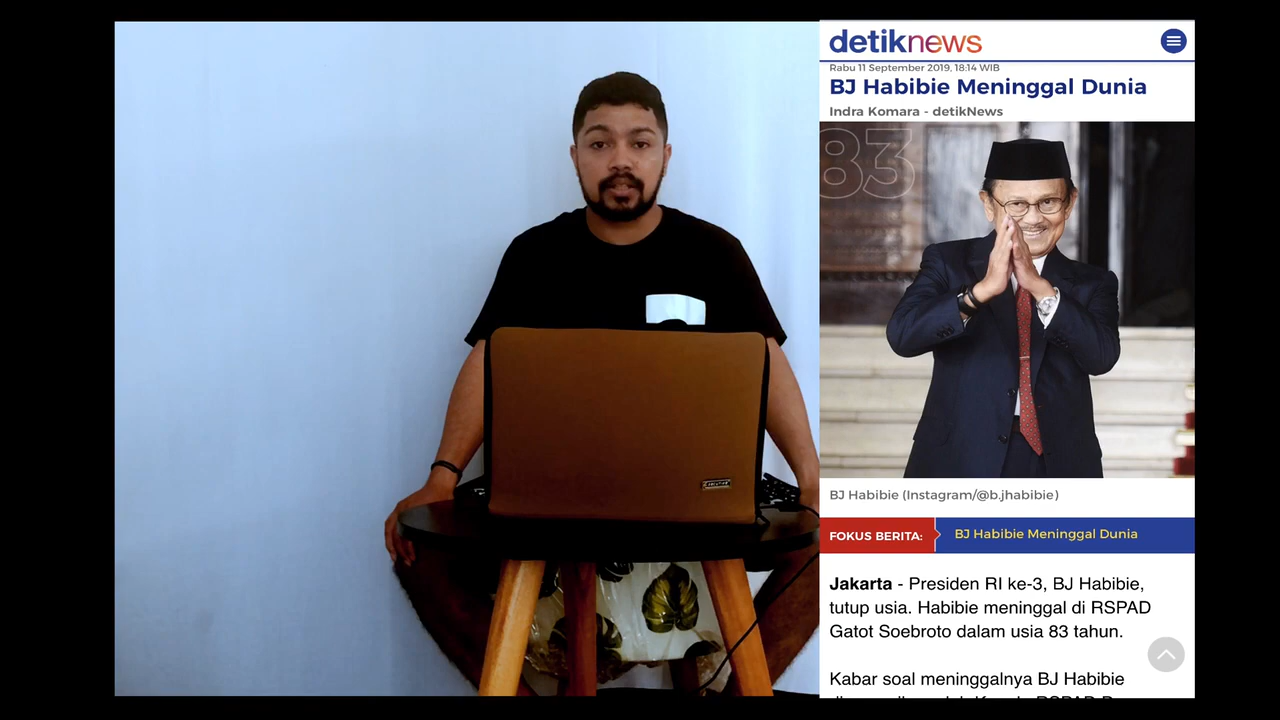 detiknews
Rabu 11 September 2019, 18:14 WIB
BJ Habibie Meninggal Dunia
Indra Komara - detikNews
83
BJ Habibie (Instagram/@b.jhabibie)
FOKUS BERITA: BJ Habibie Meninggal Dunia
Jakarta - Presiden RI ke-3, BJ Habibie,
tutup usia. Habibie meninggal di RSPAD
Gatot Soebroto dalam usia 83 tahun.
Kabar soal meninggalnya BJ Habibie